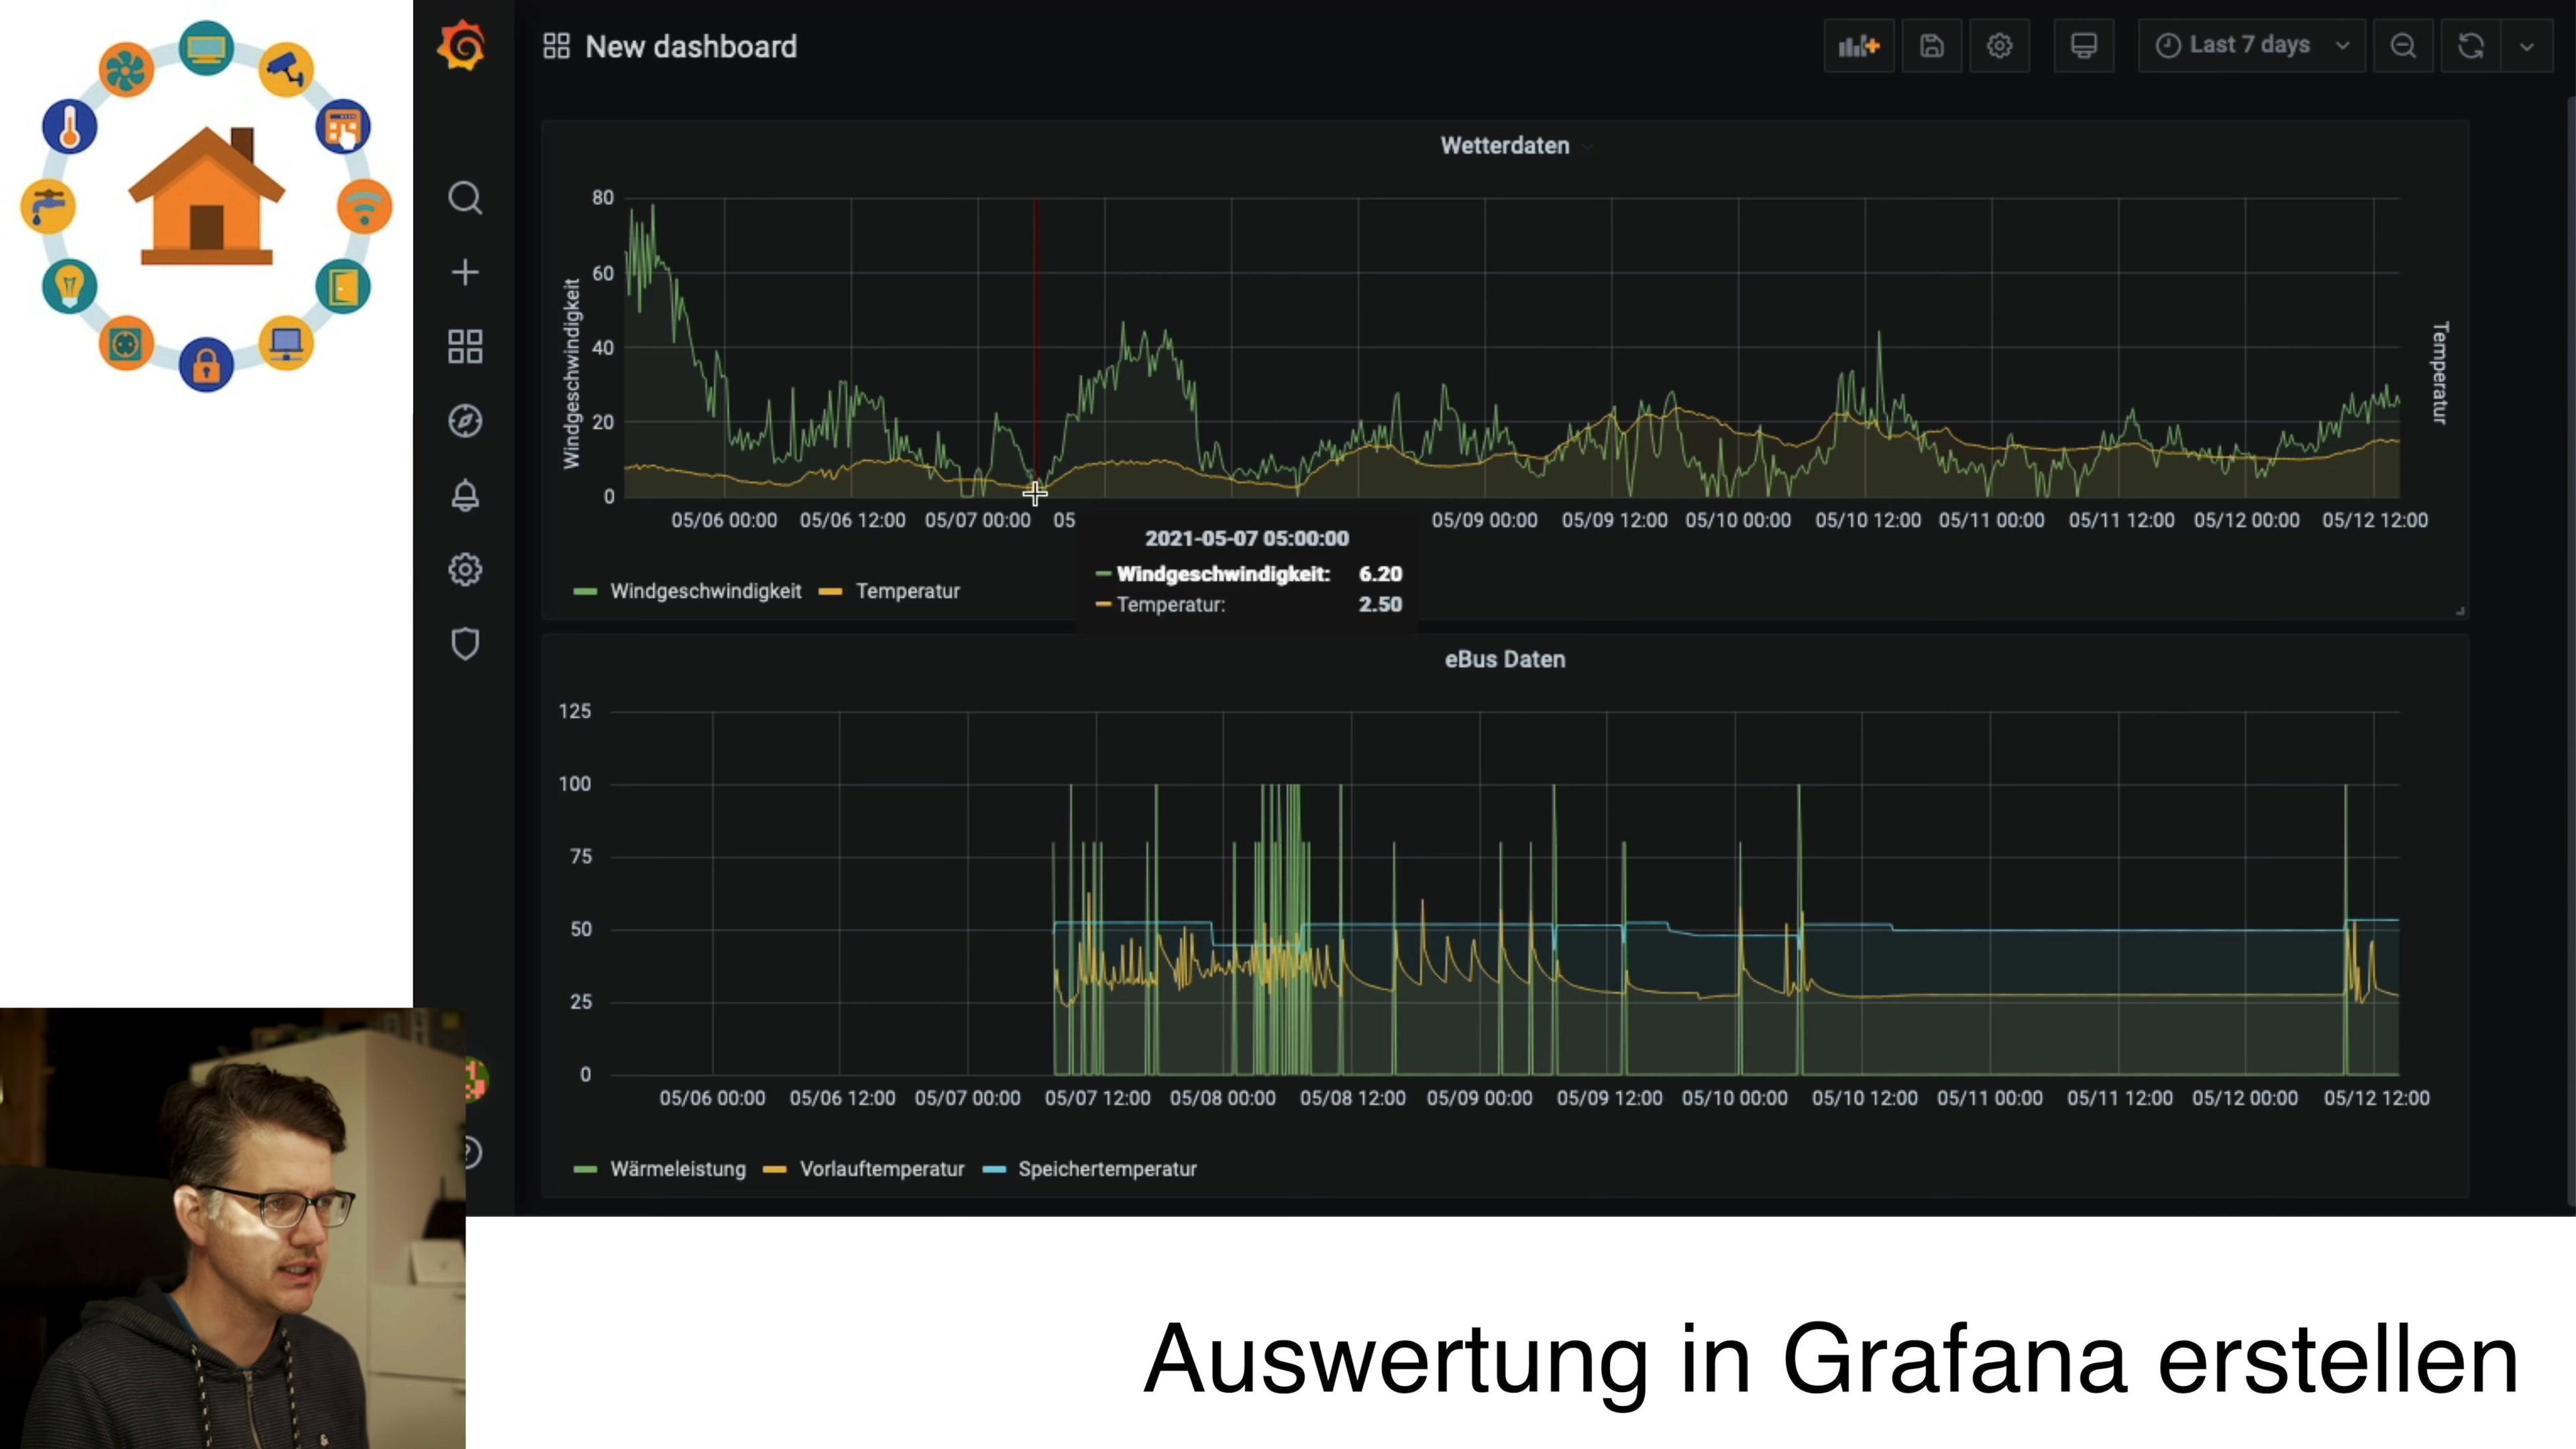 New dashboard
Last 7 days
Wetterdaten
Windgeschwindigkeit
80
60
40
20
0
Temperatur
05/06 00:00 05/06 12:00 05/07 00:00 05 05/09 00:00 05/09 12:00 05/10 00:00 05/10 12:00 05/11 00:00 05/11 12:00 05/12 00:00 05/12 12:00
2021-05-07 05:00:00
Windgeschwindigkeit: 6.20
Temperatur: 2.50
Windgeschwindigkeit Temperatur
eBus Daten
125
100
75
50
25
0
05/06 00:00 05/06 12:00 05/07 00:00 05/07 12:00 05/08 00:00 05/08 12:00 05/09 00:00 05/09 12:00 05/10 00:00 05/10 12:00 05/11 00:00 05/11 12:00 05/12 00:00 05/12 12:00
Wärmeleistung Vorlauftemperatur Speichertemperatur
Auswertung in Grafana erstellen